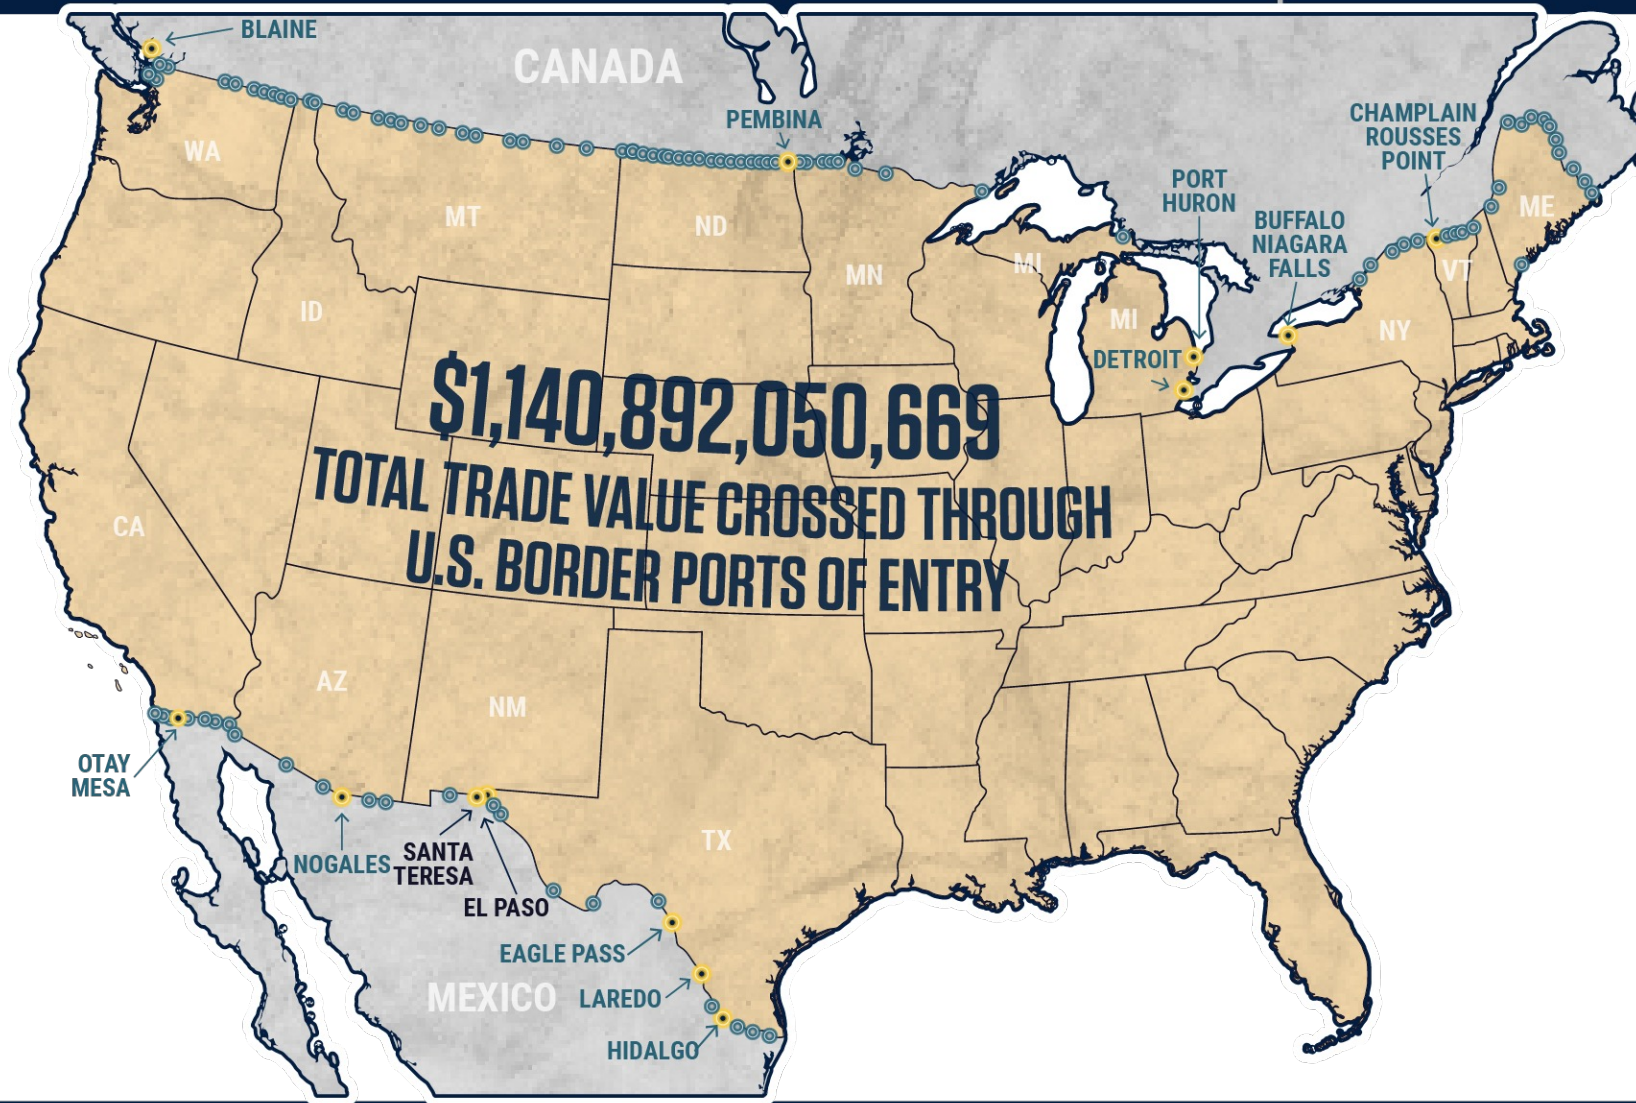 BLAINE
CANADA
PEMBINA
CHAMPLAIN
ROUSSES
POINT
PORT
HURON
BUFFALO
NIAGARA
FALLS
WA
MT
ND
MN
MI
ME
VT
ID
MI
NY
DETROIT
$1,140,892,050,669
TOTAL TRADE VALUE CROSSED THROUGH
U.S. BORDER PORTS OF ENTRY
CA
AZ
NM
TX
OTAY
MESA
NOGALES
SANTA
TERESA
EL PASO
EAGLE PASS
MEXICO
LAREDO
HIDALGO